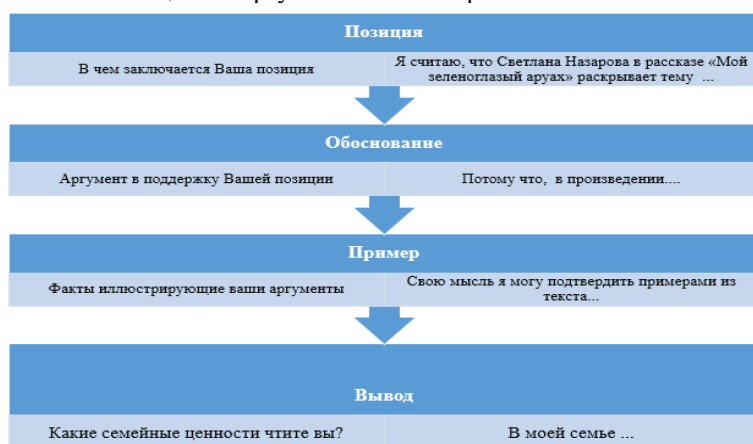 Позиция
В чем заключается Ваша позиция
Я считаю, что Светлана Назарова в рассказе «Мой
зеленоглазый аруах» раскрывает тему ...
Обоснование
Аргумент в поддержку Вашей позиции
Потому что, в произведении....
Пример
Факты иллюстрирующие ваши аргументы
Свою мысль я могу подтвердить примерами из
текста...
Вывод
Какие семейные ценности чтите вы?
В моей семье ...